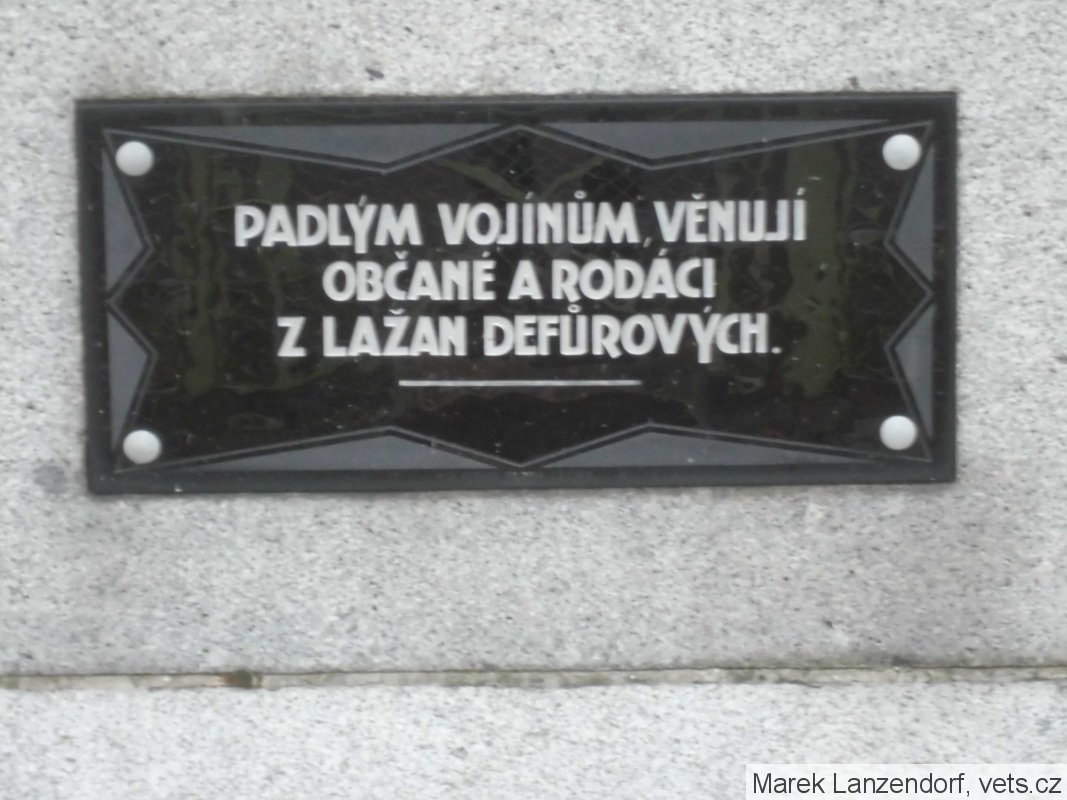 PADLÝM VOJÍNŮM, VĚNUJÍ
OBČANÉ A RODÁCI
Z LAŽAN DEFŮROVÝCH.
Marek Lanzendorf, vets.cz